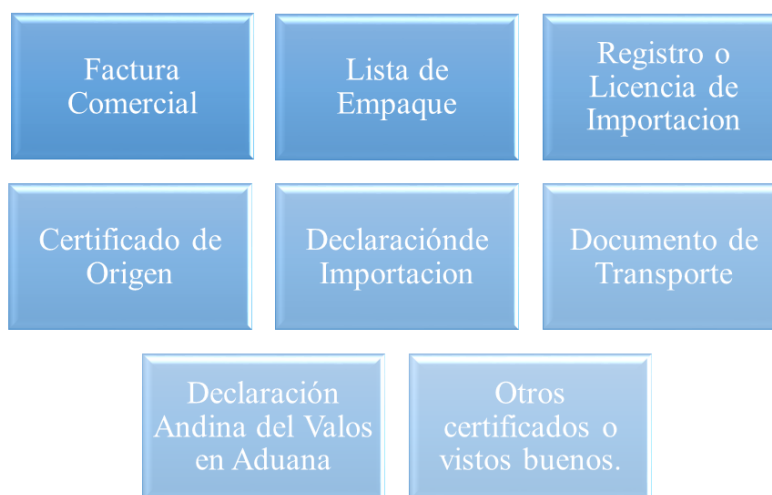 Factura
Comercial
Lista de
Empaque
Registro o
Licencia de
Importacion
Certificado de
Origen
Declaraciónde
Importacion
Documento de
Transporte
Declaración
Andina del Valos
en Aduana
Otros
certificados o
vistos buenos.